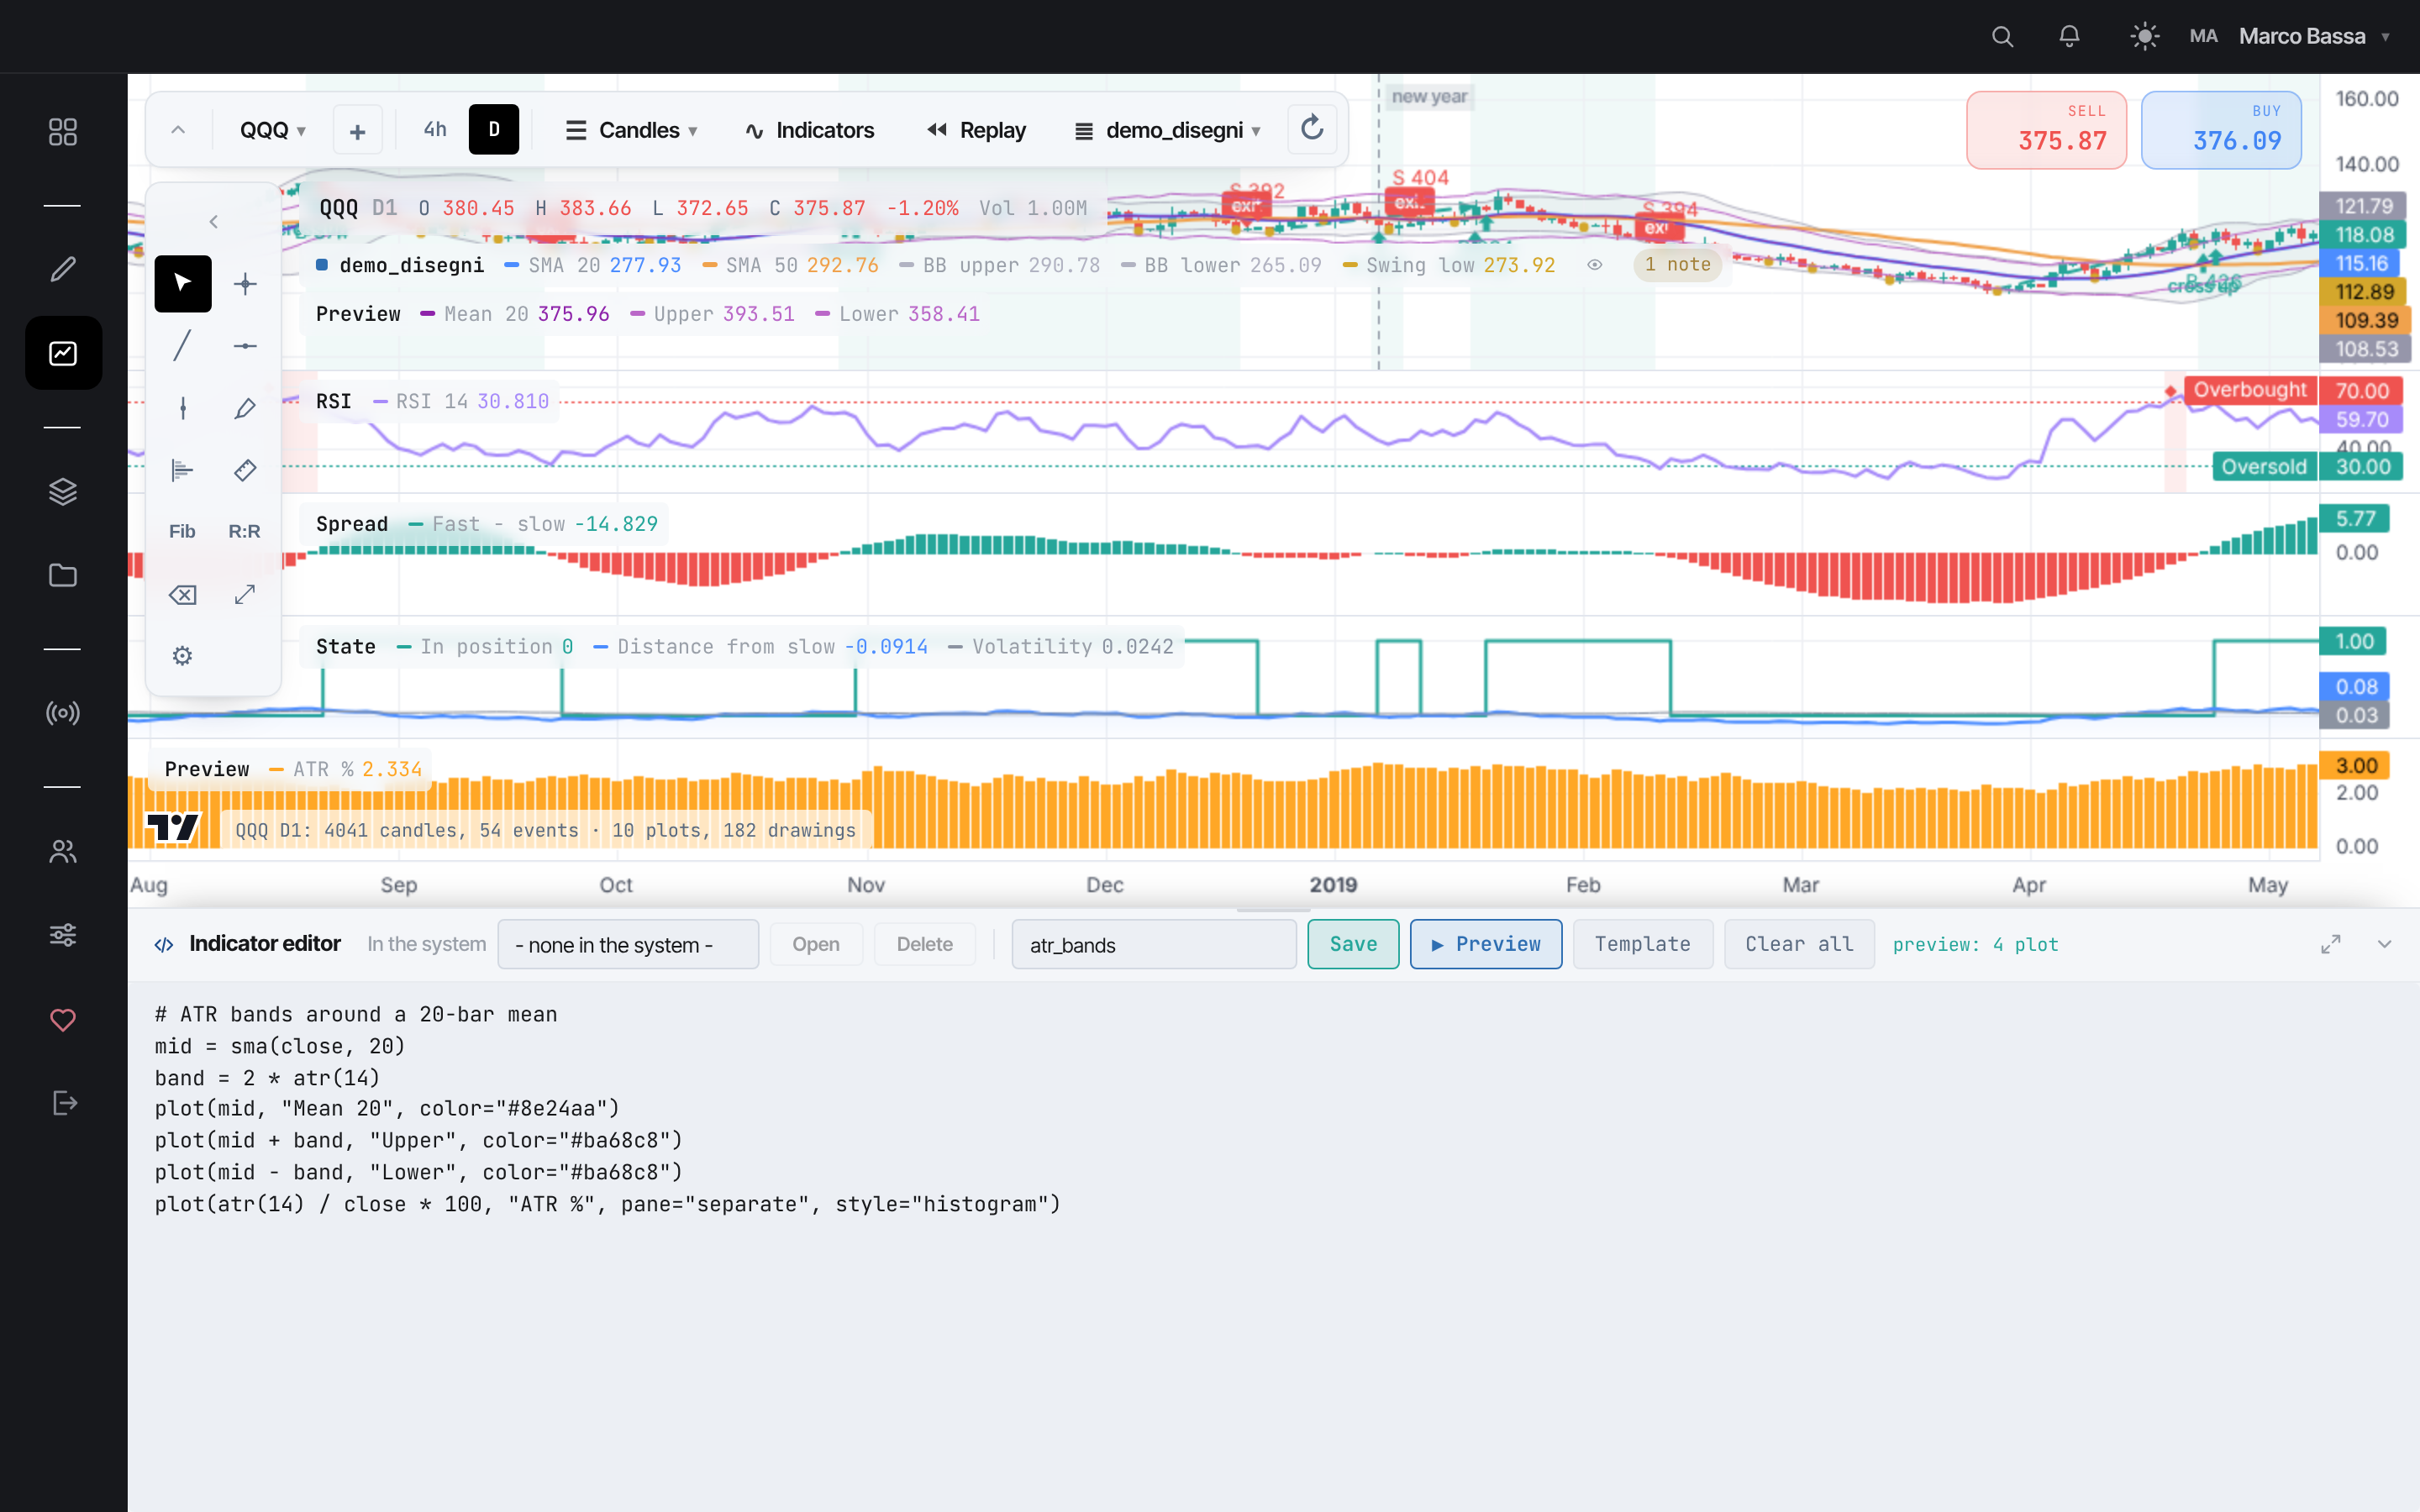 MA Marco Bassa
QQQ + 4h D Candles Indicators Replay demo_disegni
new year
SELL
375.87
BUY
376.09
160.00
140.00
121.79
118.08
115.16
112.89
109.39
108.53
S 392
exit
S 404
S 394
QQQ D1 O 380.45 H 383.66 L 372.65 C 375.87 -1.20% Vol 1.00M
demo_disegni SMA 20 277.93 SMA 50 292.76 BB upper 290.78 BB lower 265.09 Swing low 273.92 1 note
cross up
Preview Mean 20 375.96 Upper 393.51 Lower 358.41
RSI RSI 14 30.810
Overbought 70.00
59.70
40.00
Oversold 30.00
Fib R:R
Spread Fast - slow -14.829
5.77
0.00
State In position 0 Distance from slow -0.0914 Volatility 0.0242
1.00
0.08
0.03
Preview ATR % 2.334
3.00
2.00
0.00
QQQ D1: 4041 candles, 54 events · 10 plots, 182 drawings
Aug Sep Oct Nov Dec 2019 Feb Mar Apr May
Indicator editor In the system - none in the system - Open Delete atr_bands Save Preview Template Clear all preview: 4 plot
# ATR bands around a 20-bar mean
mid = sma(close, 20)
band = 2 * atr(14)
plot(mid, "Mean 20", color="#8e24aa")
plot(mid + band, "Upper", color="#ba68c8")
plot(mid - band, "Lower", color="#ba68c8")
plot(atr(14) / close * 100, "ATR %", pane="separate", style="histogram")